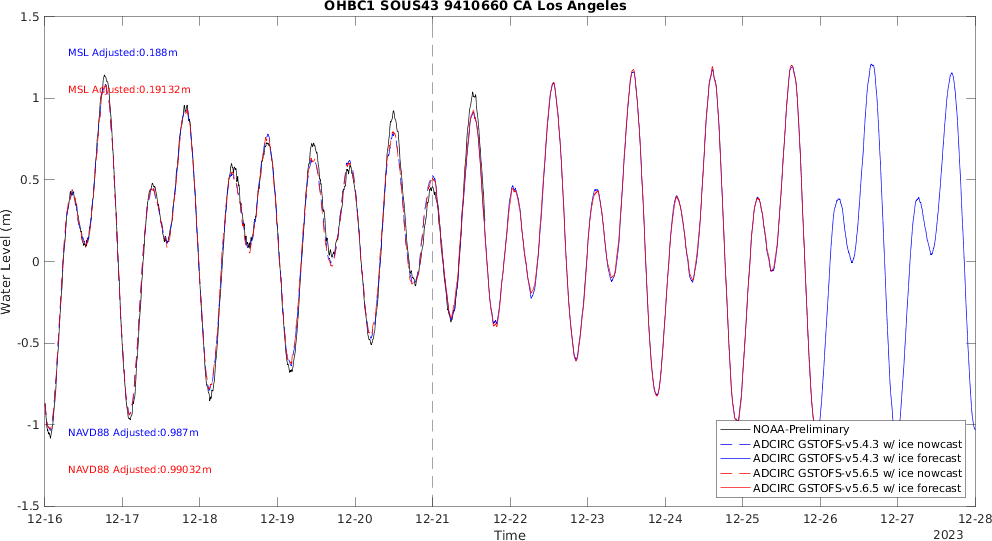 OHBC1 SOUS43 9410660 CA Los Angeles
1.5
1
0.5
0
-0.5
-1
-1.5
Water Level (m)
MSL Adjusted:0.188m
MSL Adjusted:0.19132m
NAVD88 Adjusted:0.987m
NAVD88 Adjusted:0.99032m
NOAA-Preliminary
ADCIRC GSTOFS-v5.4.3 w/ ice nowcast
ADCIRC GSTOFS-v5.4.3 w/ ice forecast
ADCIRC GSTOFS-v5.6.5 w/ ice nowcast
ADCIRC GSTOFS-v5.6.5 w/ ice forecast
12-16 12-17 12-18 12-19 12-20 12-21 12-22 12-23 12-24 12-25 12-26 12-27 12-28
Time
2023